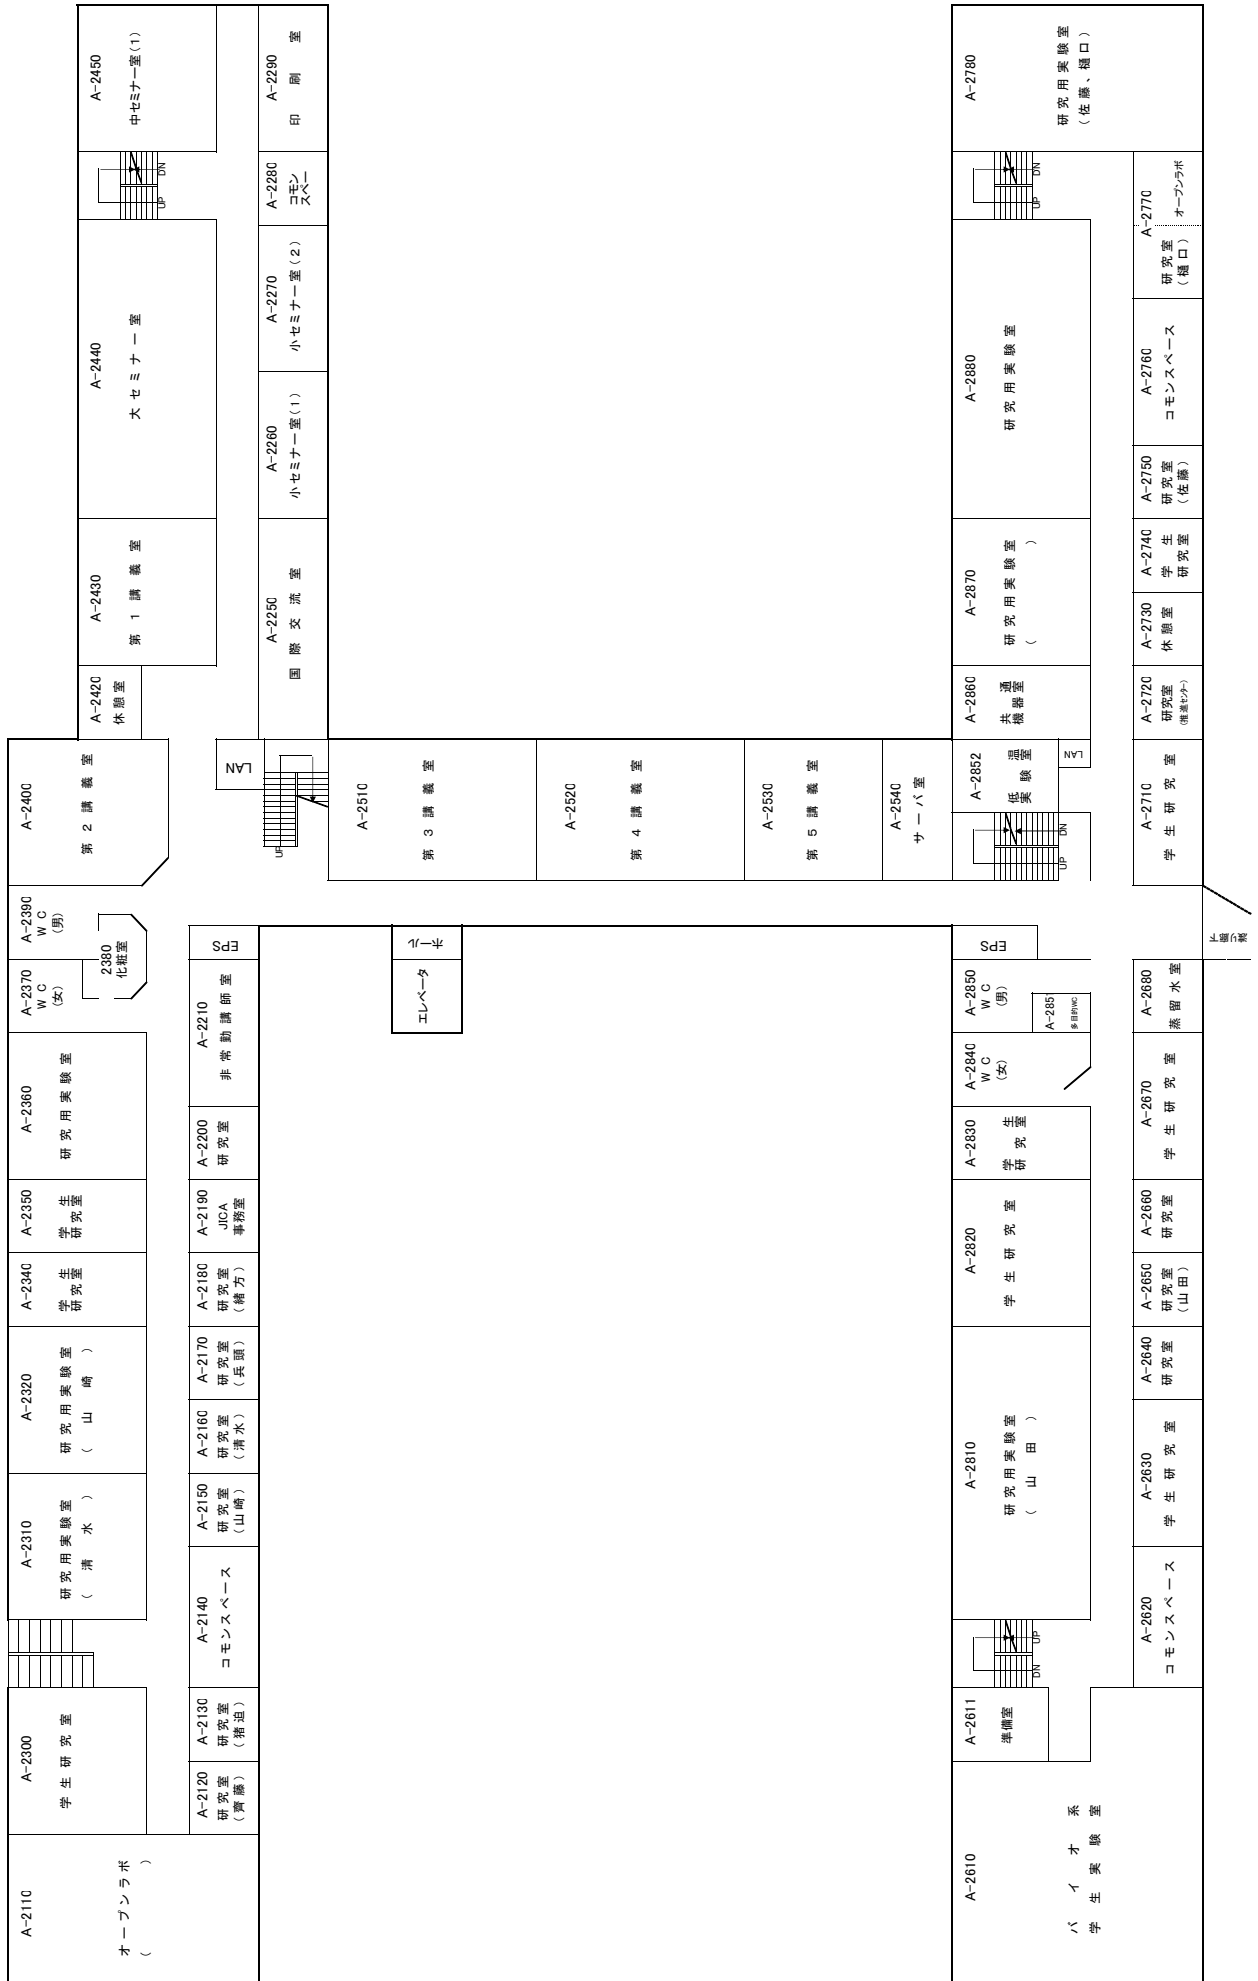 A-2450
中セミナー室(1)
A-2290
印 刷 室
UP
DN
A-2280
コモン
スペー
A-2440
大 セ ミ ナ ー 室
A-2270
小セミナー室(2)
A-2260
小セミナー室(1)
A-2430
第 1 講 義 室
A-2250
国 際 交 流 室
A-2420
休憩室
A-2400
第 2 講 義 室
LAN
UP
A-2510
第 3 講 義 室
A-2520
第 4 講 義 室
A-2530
第 5 講 義 室
A-2540
サーバ室
A-2390
W C
(男)
2380
化粧室
A-2370
W C
(女)
EPS
ホール
エレベータ
A-2210
非常勤講師室
A-2360
研究用実験室
A-2200
研究室
A-2350
学 生
研究室
A-2190
JICA
事務室
A-2340
学 生
研究室
A-2180
研究室
(緒方)
A-2320
研究用実験室
( 山 崎 )
A-2170
研究室
(兵頭)
A-2160
研究室
(清水)
A-2310
研究用実験室
( 清 水 )
A-2150
研究室
(山崎)
A-2140
コモンスペース
A-2300
学 生 研 究 室
A-2130
研究室
(猪迫)
A-2120
研究室
(齊藤)
A-2110
オープンラボ
( )
A-2780
研究用実験室
(佐藤、樋口)
UP
DN
A-2770
オープンラボ
研究室
(樋口)
A-2880
研究用実験室
A-2760
コモンスペース
A-2750
研究室
(佐藤)
A-2870
研究用実験室
( )
A-2740
学 生
研究室
A-2730
休憩室
A-2860
共 通
機器室
A-2720
研究室
(推進センター)
A-2852
低 温
実 験 室
LAN
A-2710
学 生 研 究 室
UP
DN
EPS
渡り廊下
A-2850
W C
(男)
A-2851
多目的WC
A-2680
蒸留水室
A-2840
W C
(女)
A-2670
学 生 研 究 室
A-2830
学 生
研 究 室
A-2820
学 生 研 究 室
A-2660
研究室
A-2650
研究室
(山田)
A-2810
研究用実験室
( 山 田 )
A-2640
研究室
A-2630
学 生 研 究 室
A-2620
コモンスペース
DN
UP
A-2611
準備室
A-2610
バ イ オ 系
学 生 実 験 室